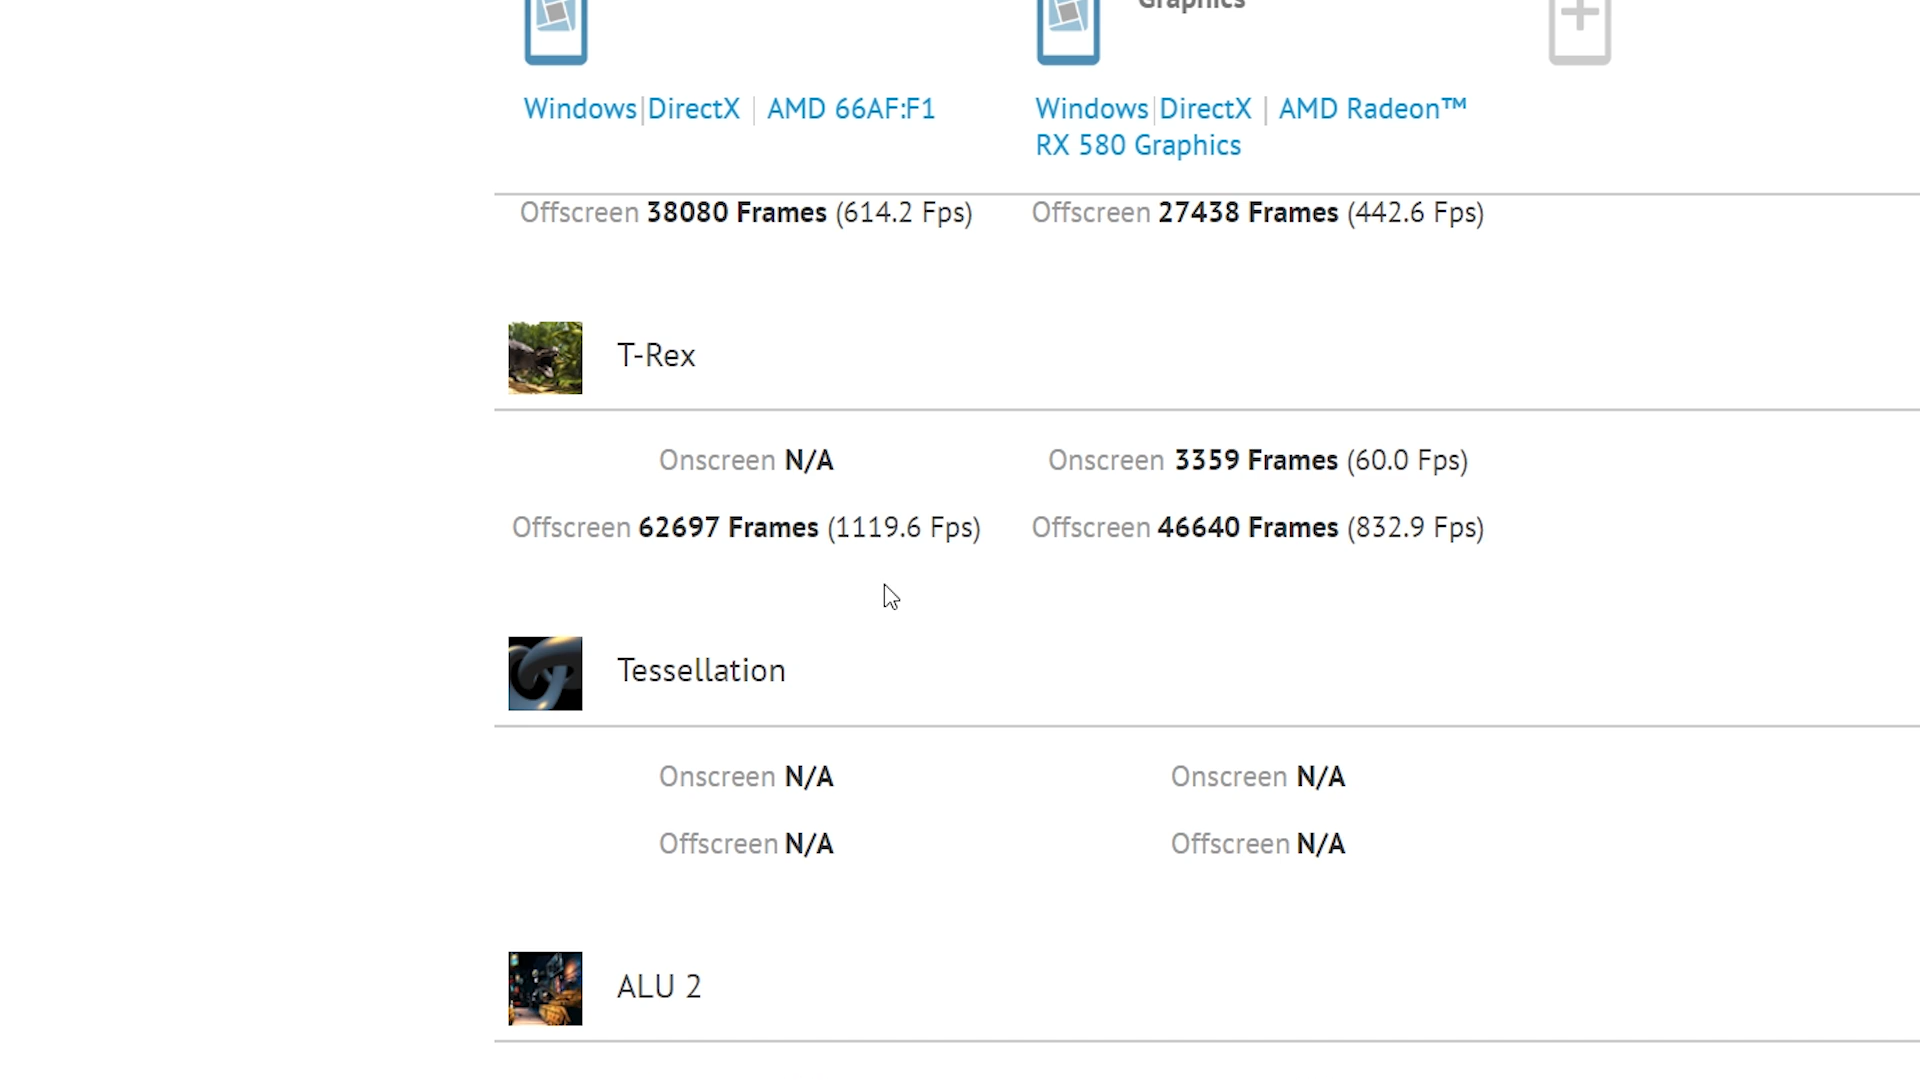 Graphics
Windows|DirectX | AMD 66AF:F1
Windows|DirectX | AMD Radeon™
RX 580 Graphics
Offscreen 38080 Frames (614.2 Fps)
Offscreen 27438 Frames (442.6 Fps)
T-Rex
Onscreen N/A
Onscreen 3359 Frames (60.0 Fps)
Offscreen 62697 Frames (1119.6 Fps)
Offscreen 46640 Frames (832.9 Fps)
Tessellation
Onscreen N/A
Onscreen N/A
Offscreen N/A
Offscreen N/A
ALU 2